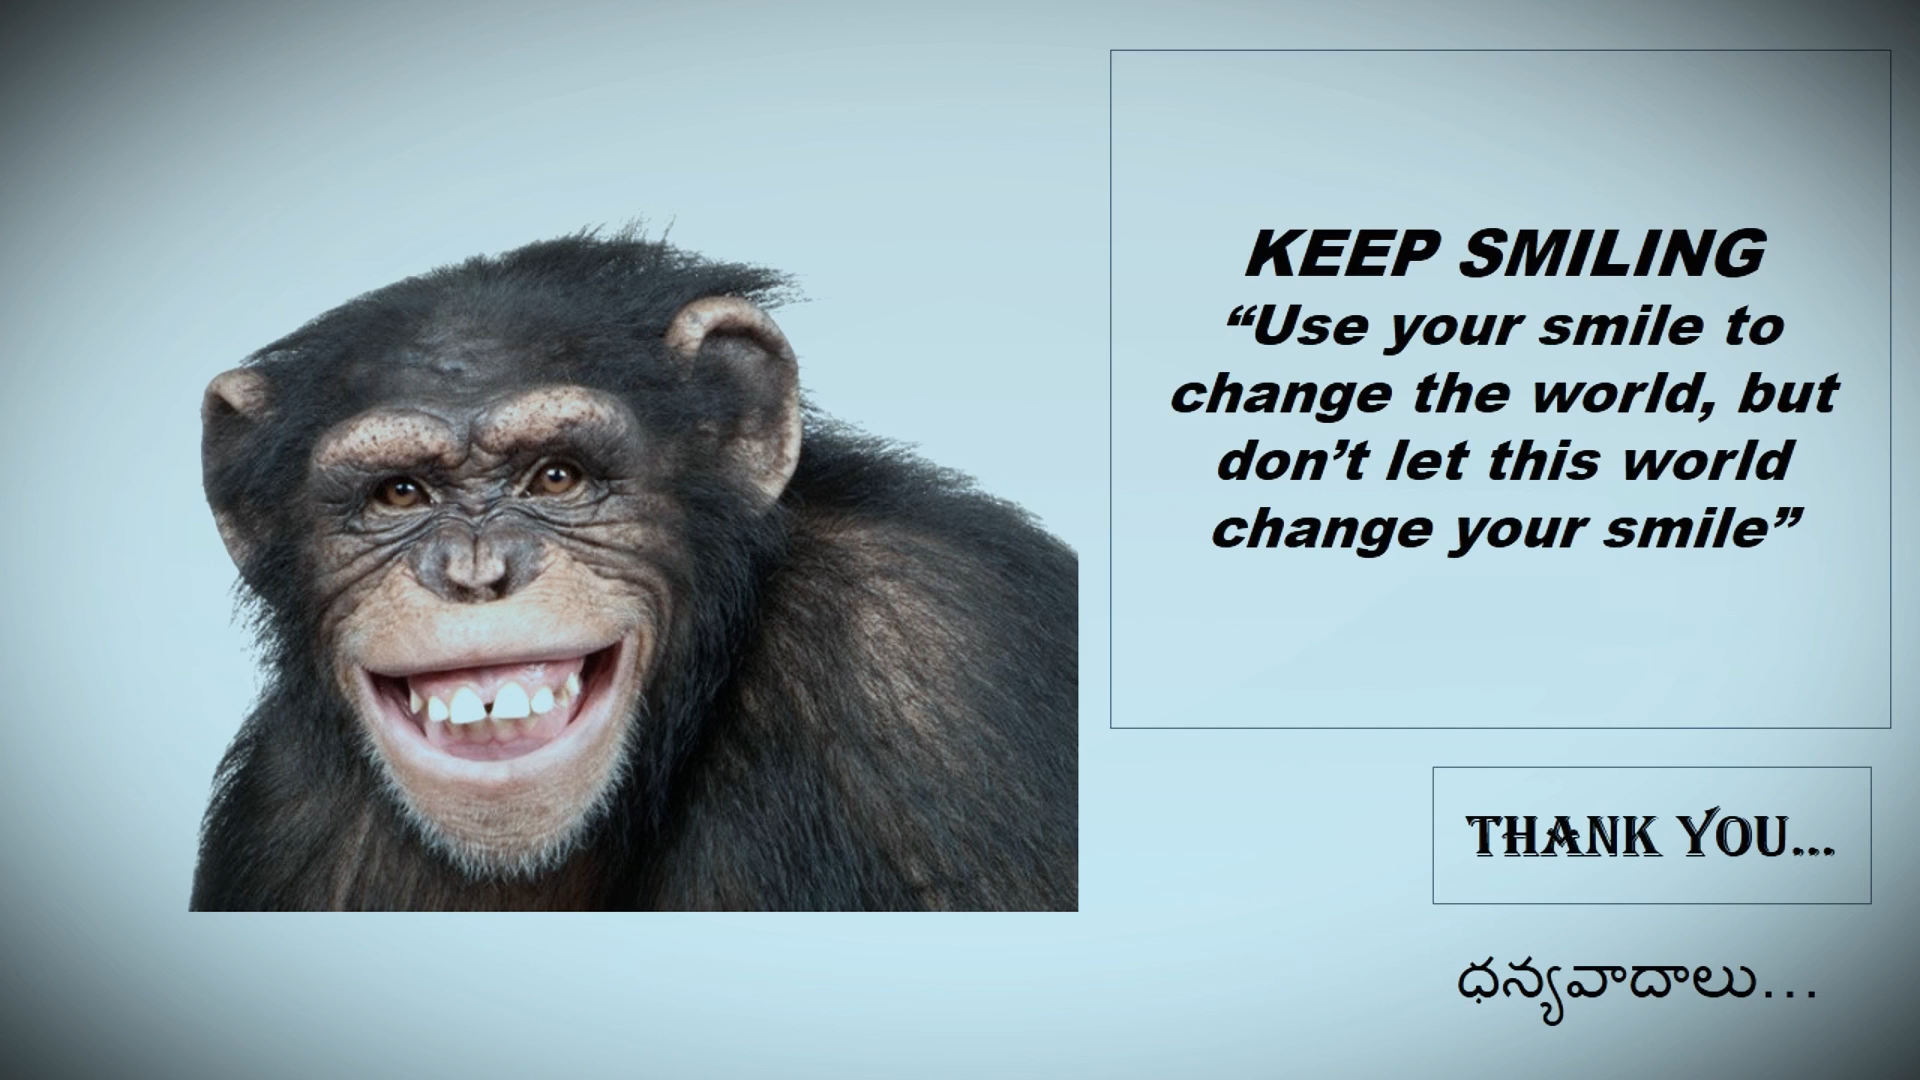 KEEP SMILING
“Use your smile to
change the world, but
don’t let this world
change your smile”
THANK YOU...
ధన్యవాదాలు...